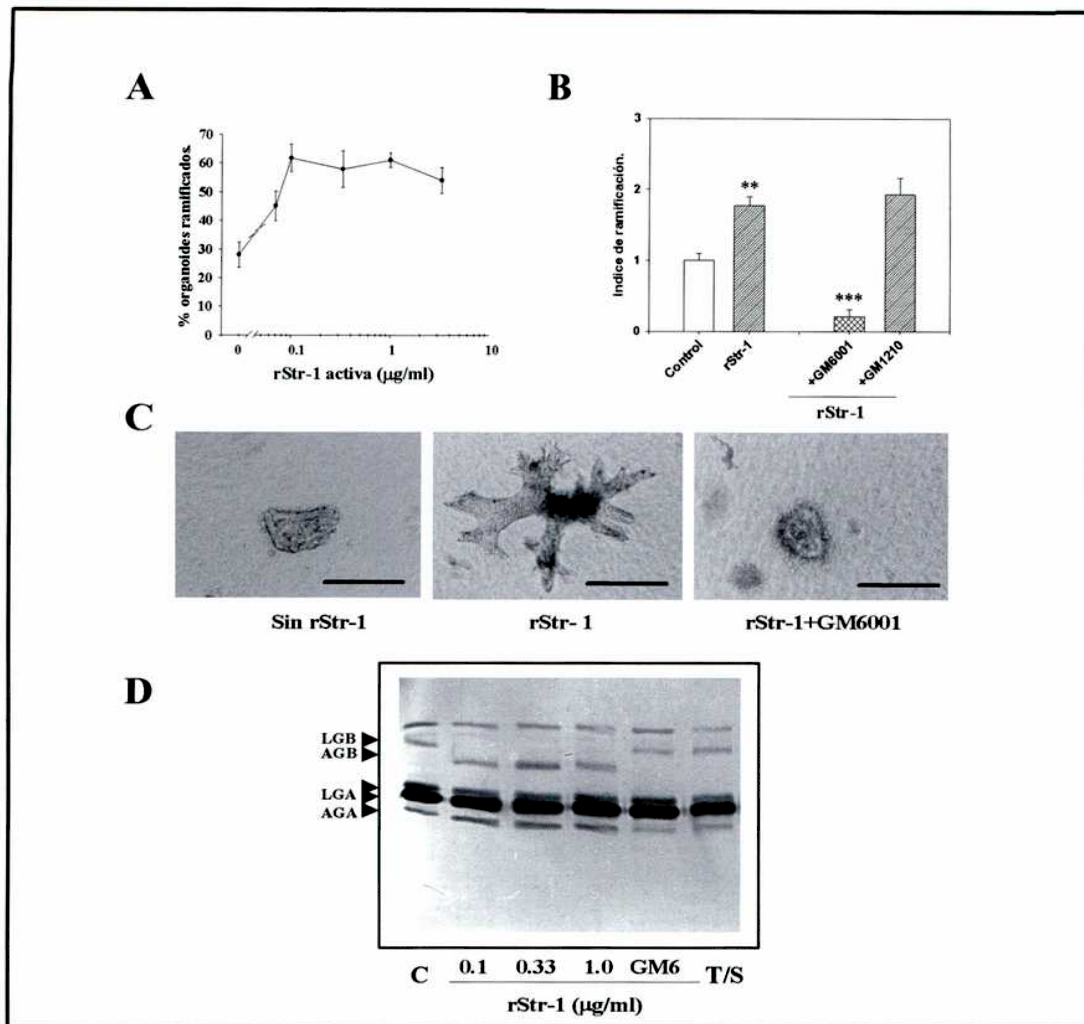 A
% organoides ramificados.
70
60
50
40
30
20
10
0
0
0.1
1
10
rStr-1 activa (µg/ml)
B
Indice de ramificación.
3
2
1
0
**
***
Control
rStr-1
+GM6001
+GM1210
rStr-1
C
Sin rStr-1
rStr- 1
rStr-1+GM6001
D
LGB
AGB
LGA
AGA
C 0.1 0.33 1.0 GM6 T/S
rStr-1 (µg/ml)